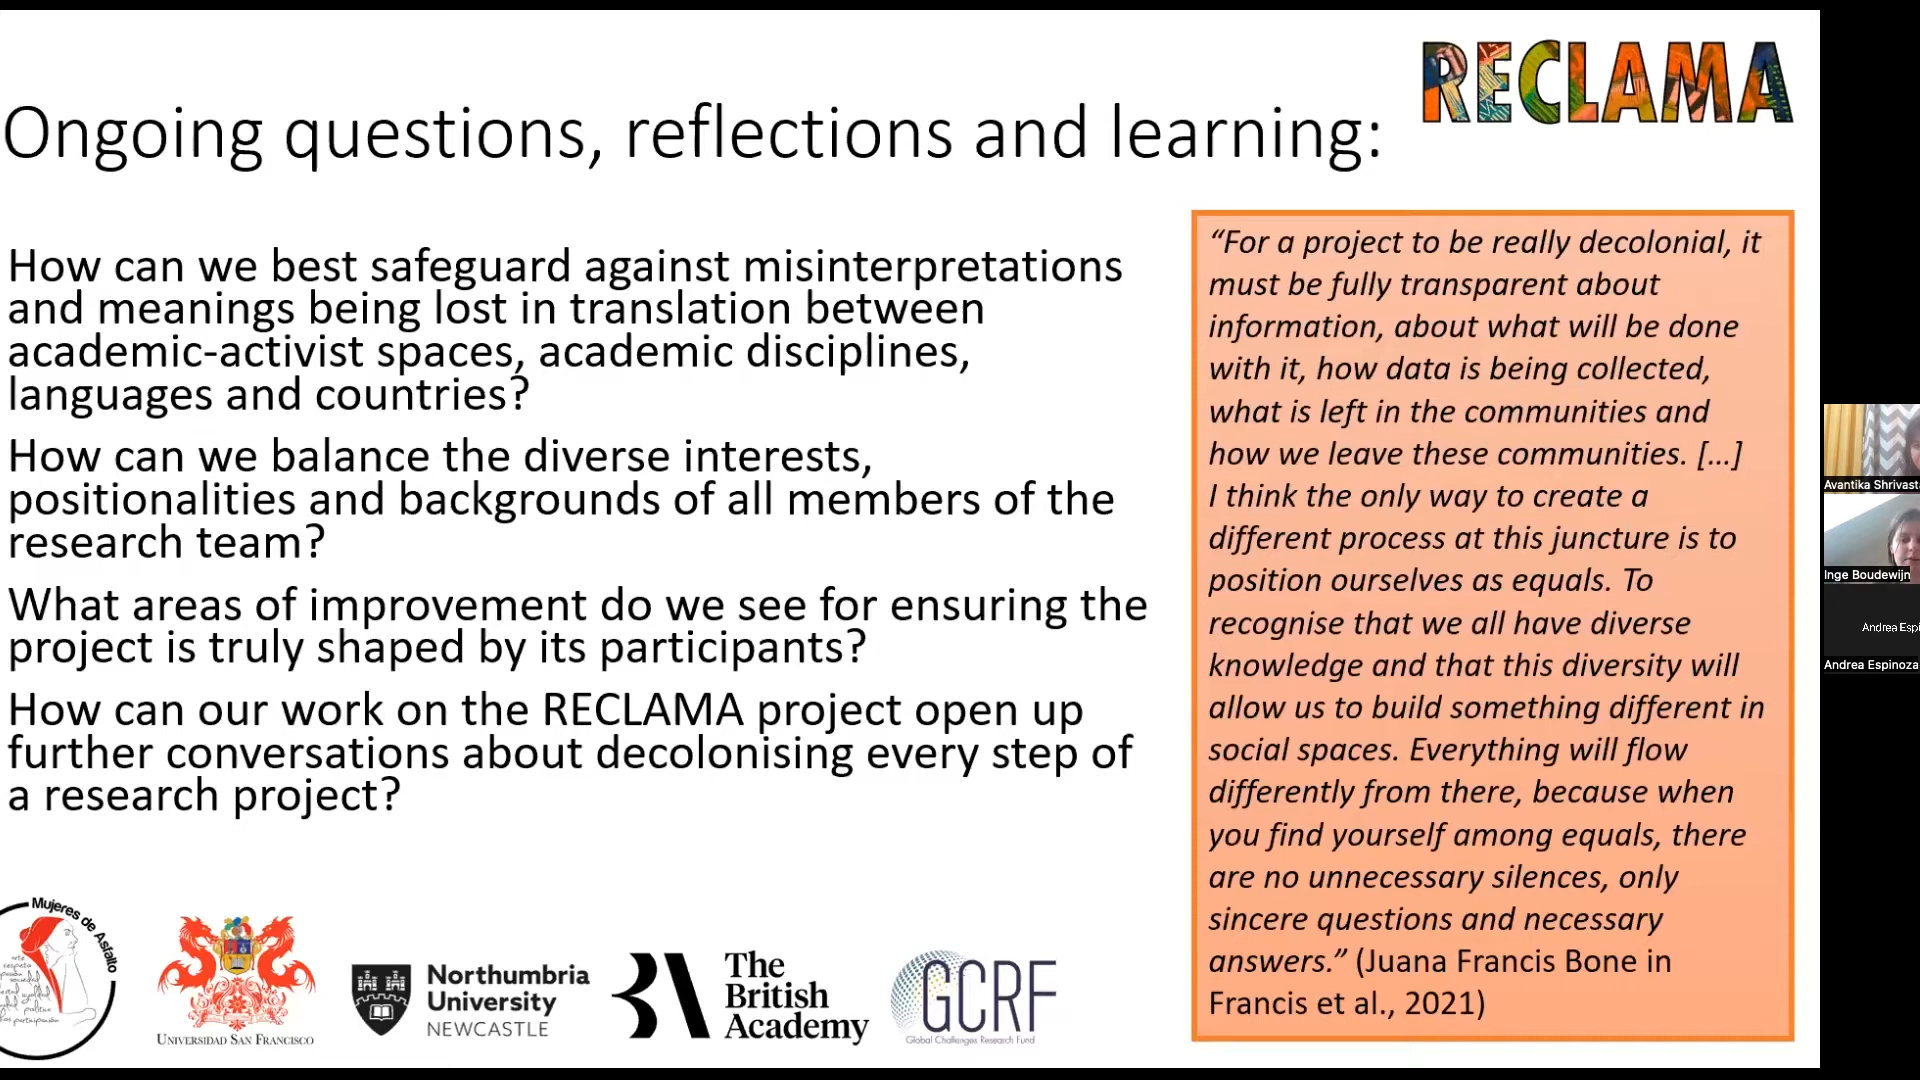 RECLAMA
Ongoing questions, reflections and learning:
How can we best safeguard against misinterpretations
and meanings being lost in translation between
academic-activist spaces, academic disciplines,
languages and countries?
How can we balance the diverse interests,
positionalities and backgrounds of all members of the
research team?
What areas of improvement do we see for ensuring the
project is truly shaped by its participants?
How can our work on the RECLAMA project open up
further conversations about decolonising every step of
a research project?
“For a project to be really decolonial, it
must be fully transparent about
information, about what will be done
with it, how data is being collected,
what is left in the communities and
how we leave these communities. […]
I think the only way to create a
different process at this juncture is to
position ourselves as equals. To
recognise that we all have diverse
knowledge and that this diversity will
allow us to build something different in
social spaces. Everything will flow
differently from there, because when
you find yourself among equals, there
are no unnecessary silences, only
sincere questions and necessary
answers.” (Juana Francis Bone in
Francis et al., 2021)
Mujeres de Asfalto
UNIVERSIDAD SAN FRANCISCO
Northumbria
University
NEWCASTLE
The
British
Academy
GCRF
Global Challenges Research Fund
Avantika Shrivast
Inge Boudewijn
Andrea Espi
Andrea Espinoza